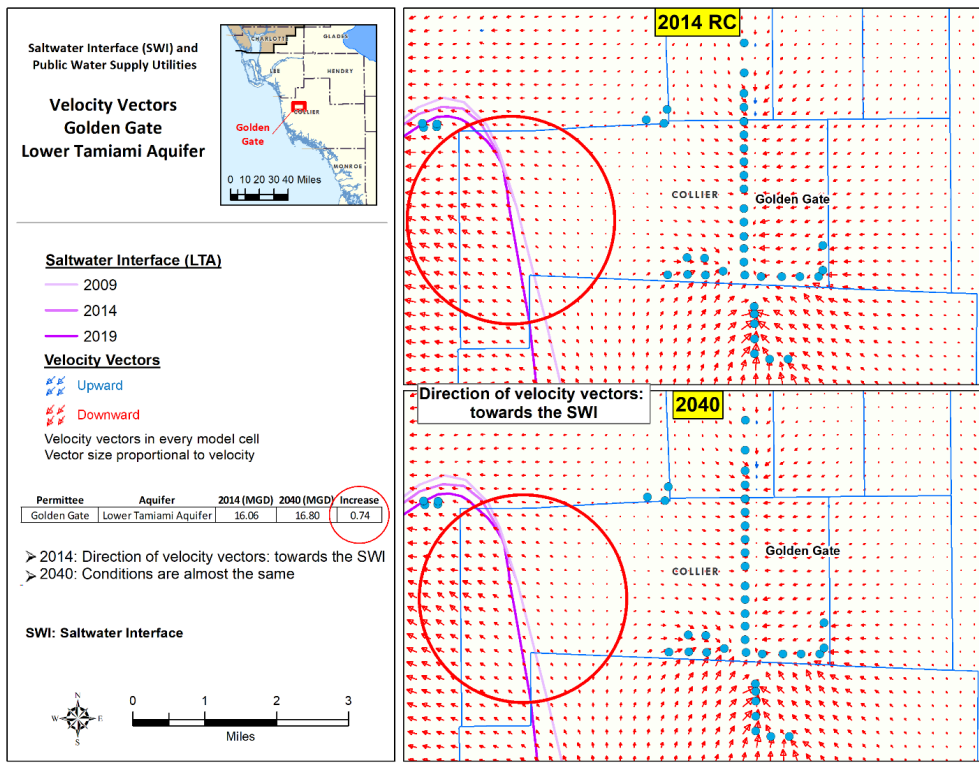 Saltwater Interface (SWI) and
Public Water Supply Utilities
Velocity Vectors
Golden Gate
Lower Tamiami Aquifer
CHARLOTTE
GLADES
LEE
HENDRY
COLLIER
Golden
Gate
MONROE
0 10 20 30 40 Miles
Saltwater Interface (LTA)
2009
2014
2019
Velocity Vectors
Upward
Downward
Velocity vectors in every model cell
Vector size proportional to velocity
Permittee Aquifer 2014 (MGD) 2040 (MGD) Increase
Golden Gate Lower Tamiami Aquifer 16.06 16.80 0.74
➢ 2014: Direction of velocity vectors: towards the SWI
➢ 2040: Conditions are almost the same
SWI: Saltwater Interface
N
W E
S
0 1 2 3
Miles
2014 RC
COLLIER
Golden Gate
Direction of velocity vectors:
towards the SWI
2040
Golden Gate
COLLIER